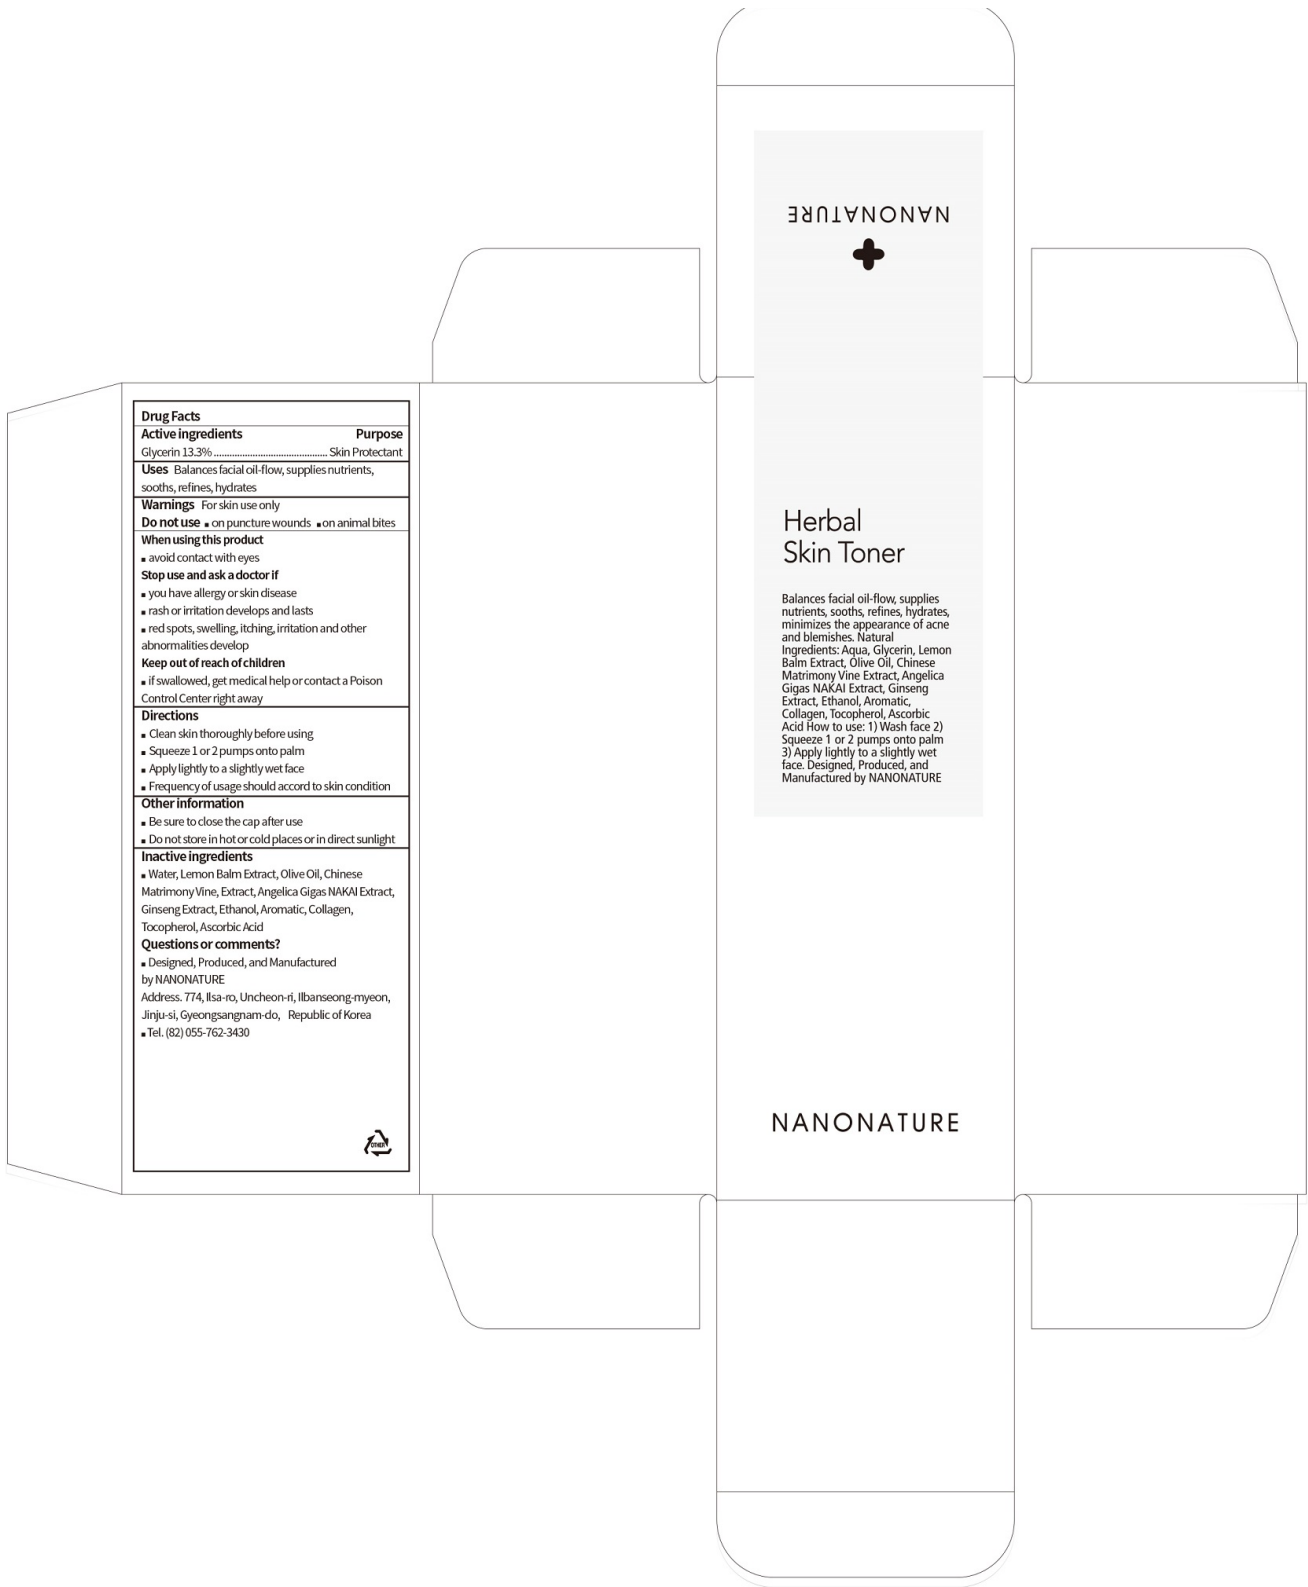 NANONATURE
Drug Facts
Active ingredients Purpose
Glycerin 13.3% ............................................ Skin Protectant
Uses Balances facial oil-flow, supplies nutrients,
sooths, refines, hydrates
Warnings For skin use only
Do not use ▪ on puncture wounds ▪ on animal bites
When using this product
▪ avoid contact with eyes
Stop use and ask a doctor if
▪ you have allergy or skin disease
▪ rash or irritation develops and lasts
▪ red spots, swelling, itching, irritation and other
abnormalities develop
Keep out of reach of children
▪ if swallowed, get medical help or contact a Poison
Control Center right away
Directions
▪ Clean skin thoroughly before using
▪ Squeeze 1 or 2 pumps onto palm
▪ Apply lightly to a slightly wet face
▪ Frequency of usage should accord to skin condition
Other information
▪ Be sure to close the cap after use
▪ Do not store in hot or cold places or in direct sunlight
Inactive ingredients
▪ Water, Lemon Balm Extract, Olive Oil, Chinese
Matrimony Vine, Extract, Angelica Gigas NAKAI Extract,
Ginseng Extract, Ethanol, Aromatic, Collagen,
Tocopherol, Ascorbic Acid
Questions or comments?
▪ Designed, Produced, and Manufactured
by NANONATURE
Address. 774, Ilsa-ro, Uncheon-ri, Ilbanseong-myeon,
Jinju-si, Gyeongsangnam-do, Republic of Korea
▪ Tel. (82) 055-762-3430
OTHER
Herbal
Skin Toner
Balances facial oil-flow, supplies
nutrients, sooths, refines, hydrates,
minimizes the appearance of acne
and blemishes. Natural
Ingredients: Aqua, Glycerin, Lemon
Balm Extract, Olive Oil, Chinese
Matrimony Vine Extract, Angelica
Gigas NAKAI Extract, Ginseng
Extract, Ethanol, Aromatic,
Collagen, Tocopherol, Ascorbic
Acid How to use: 1) Wash face 2)
Squeeze 1 or 2 pumps onto palm
3) Apply lightly to a slightly wet
face. Designed, Produced, and
Manufactured by NANONATURE
NANONATURE